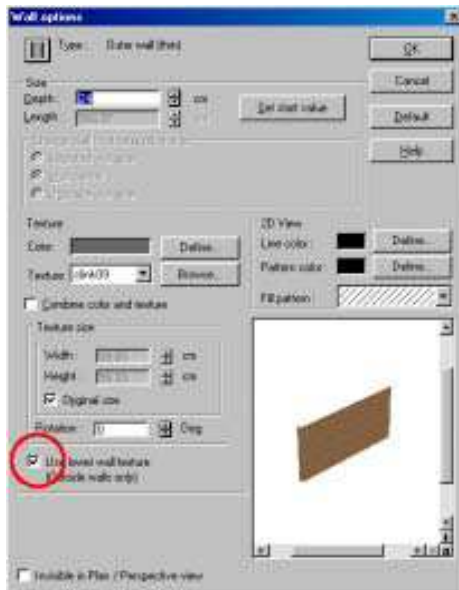 Wall options
Type: Outer wall (thin)
OK
Cancel
Default
Help
Size
Depth: 24 cm
Length
Get start value
Texture
Color:
Define...
Texture:
Browse...
Combine color and texture
Texture size
Width: cm
Height: cm
Original size
Rotation: 0 Deg
Use lower wall texture
(Outside walls only)
Invisible in Plan / Perspective view
2D View
Line color:
Define...
Pattern color:
Define...
Fill pattern: